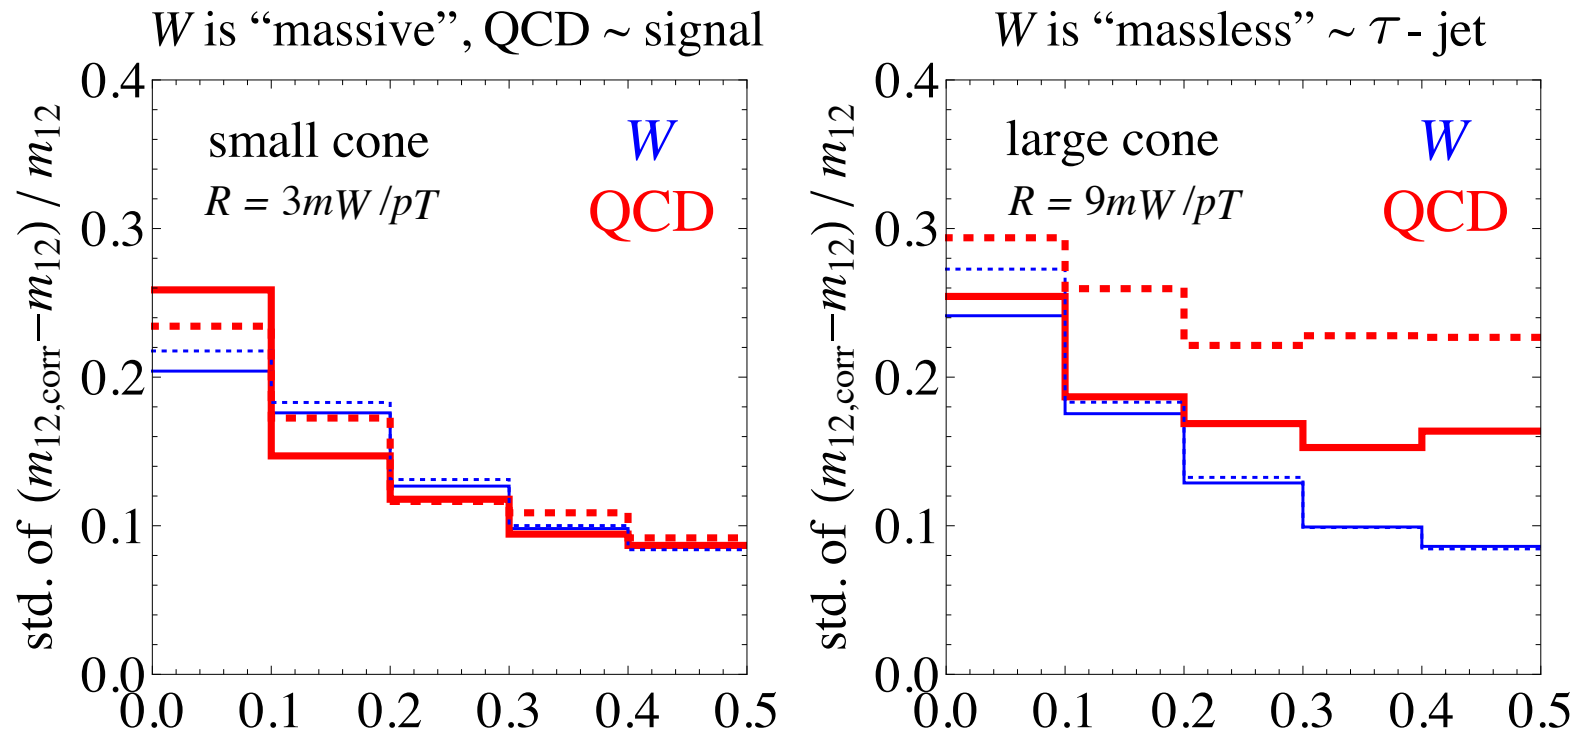 W is “massive”, QCD ~ signal
0.4
0.3
0.2
0.1
0.0
std. of (m12,corr−m12) / m12
small cone
R = 3mW/pT
W
QCD
0.0 0.1 0.2 0.3 0.4 0.5
W is “massless” ~ τ - jet
0.4
0.3
0.2
0.1
0.0
std. of (m12,corr−m12) / m12
large cone
R = 9mW/pT
W
QCD
0.0 0.1 0.2 0.3 0.4 0.5